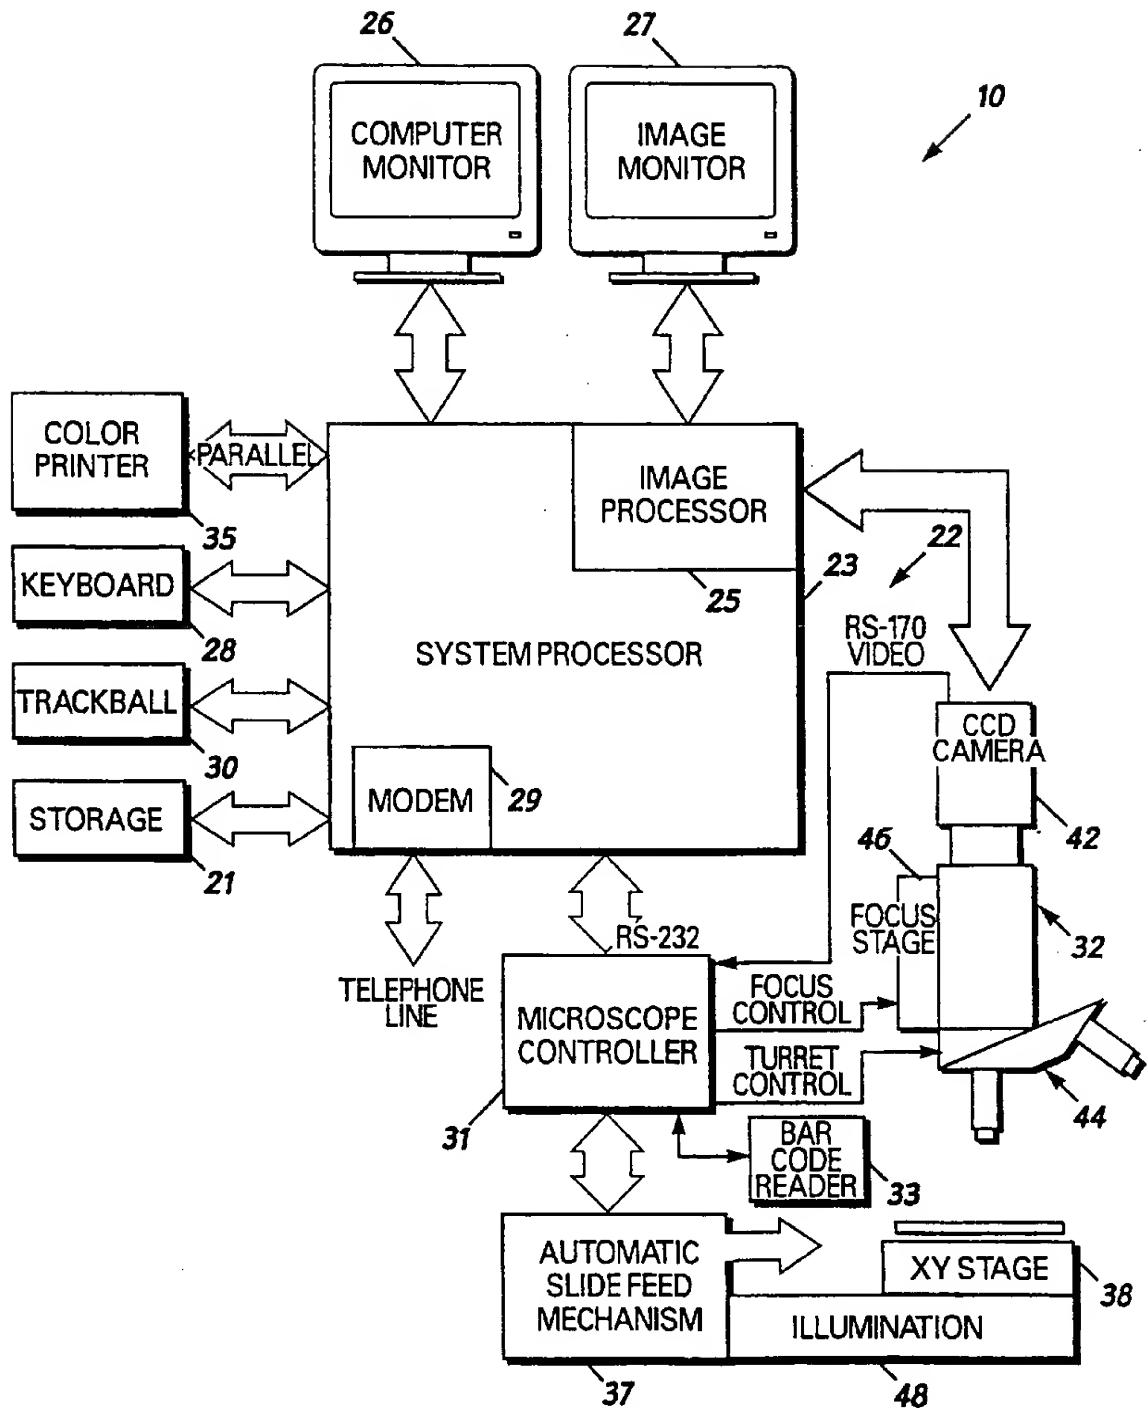 26
27
10
COMPUTER
MONITOR
IMAGE
MONITOR
COLOR
PRINTER
PARALLEL
35
IMAGE
PROCESSOR
25
23
22
KEYBOARD
28
SYSTEM PROCESSOR
RS-170
VIDEO
TRACKBALL
30
CCD
CAMERA
42
MODEM
29
STORAGE
21
46
FOCUS
STAGE
32
RS-232
TELEPHONE
LINE
MICROSCOPE
CONTROLLER
31
FOCUS
CONTROL
TURRET
CONTROL
44
BAR
CODE
READER
33
AUTOMATIC
SLIDE FEED
MECHANISM
37
XY STAGE
38
ILLUMINATION
48